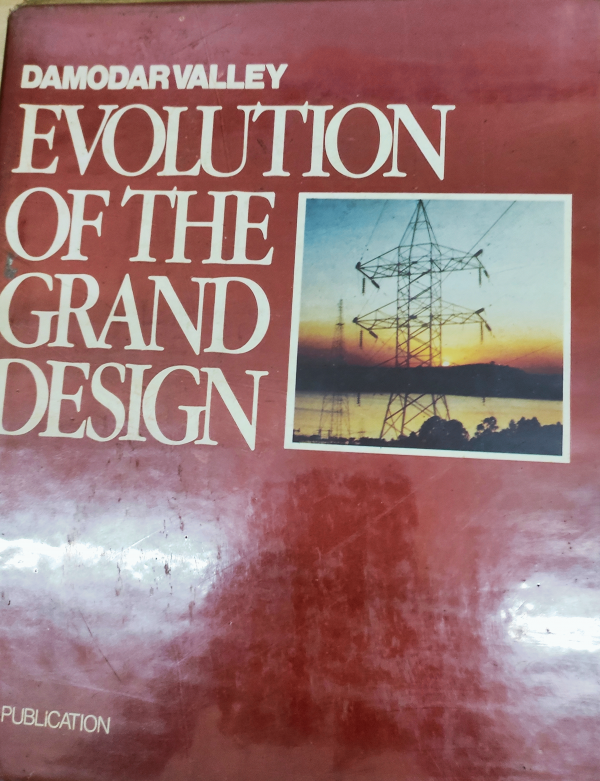 DAMODAR VALLEY
EVOLUTION
OF THE
GRAND
DESIGN
PUBLICATION